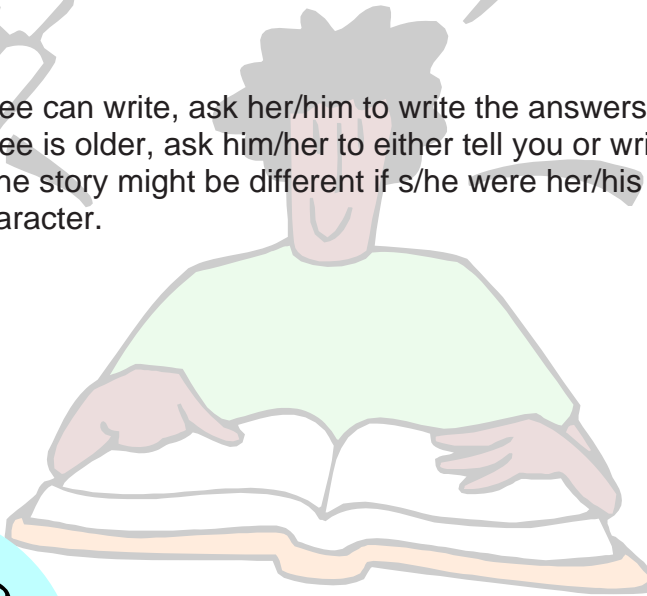 ee can write, ask her/him to write the answers
ee is older, ask him/her to either tell you or wri
he story might be different if s/he were her/his
aracter.